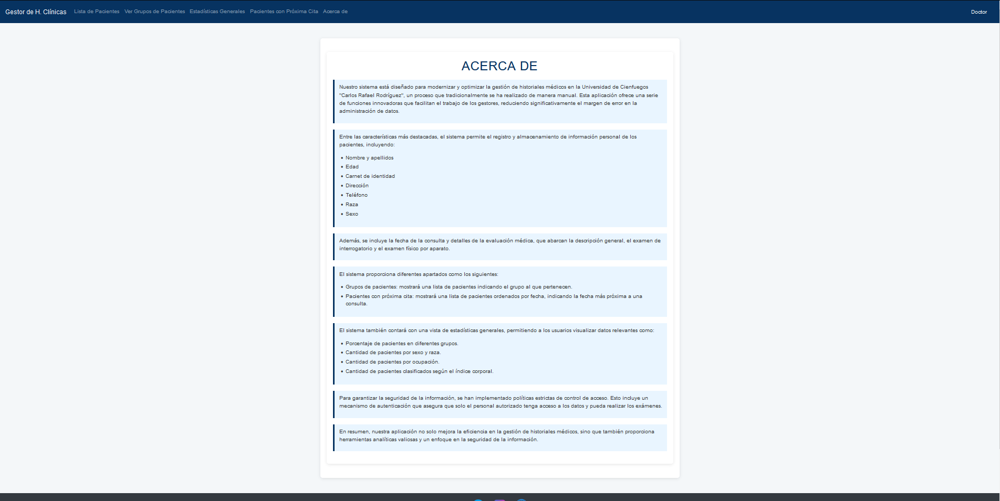 Gestor de H. Clínicas Lista de Pacientes Ver Grupos de Pacientes Estadísticas Generales Pacientes con Próxima Cita Acerca de Doctor
ACERCA DE
Nuestro sistema está diseñado para modernizar y optimizar la gestión de historiales médicos en la Universidad de Cienfuegos
"Carlos Rafael Rodríguez", un proceso que tradicionalmente se ha realizado de manera manual. Esta aplicación ofrece una serie
de funciones innovadoras que facilitan el trabajo de los gestores, reduciendo significativamente el margen de error en la
administración de datos.
Entre las características más destacadas, el sistema permite el registro y almacenamiento de información personal de los
pacientes, incluyendo:
• Nombre y apellidos
• Edad
• Carnet de identidad
• Dirección
• Teléfono
• Raza
• Sexo
Además, se incluye la fecha de la consulta y detalles de la evaluación médica, que abarcan la descripción general, el examen de
interrogatorio y el examen físico por aparato.
El sistema proporciona diferentes apartados como los siguientes:
• Grupos de pacientes: mostrará una lista de pacientes indicando el grupo al que pertenecen.
• Pacientes con próxima cita: mostrará una lista de pacientes ordenados por fecha, indicando la fecha más próxima a una
consulta.
El sistema también contará con una vista de estadísticas generales, permitiendo a los usuarios visualizar datos relevantes como:
• Porcentaje de pacientes en diferentes grupos.
• Cantidad de pacientes por sexo y raza.
• Cantidad de pacientes por ocupación.
• Cantidad de pacientes clasificados según el índice corporal.
Para garantizar la seguridad de la información, se han implementado políticas estrictas de control de acceso. Esto incluye un
mecanismo de autenticación que asegura que solo el personal autorizado tenga acceso a los datos y pueda realizar los exámenes.
En resumen, nuestra aplicación no solo mejora la eficiencia en la gestión de historiales médicos, sino que también proporciona
herramientas analíticas valiosas y un enfoque en la seguridad de la información.